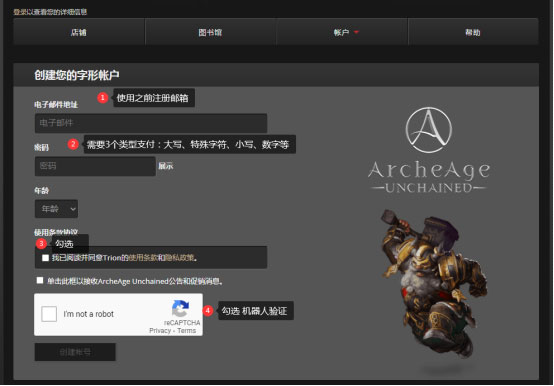 登录以查看您的详细信息
店铺
图书馆
帐户
帮助
创建您的字形帐户
电子邮件地址
1 使用之前注册邮箱
电子邮件
密码
2 需要3个类型支付：大写、特殊字符、小写、数字等
密码
展示
年龄
年龄
使用条款协议
3 勾选
我已阅读并同意Trion的使用条款和隐私政策。
单击此框以接收ArcheAge Unchained公告和促销消息。
I'm not a robot
reCAPTCHA
Privacy - Terms
4 勾选 机器人验证
创建账号
ArcheAge
UNCHAINED